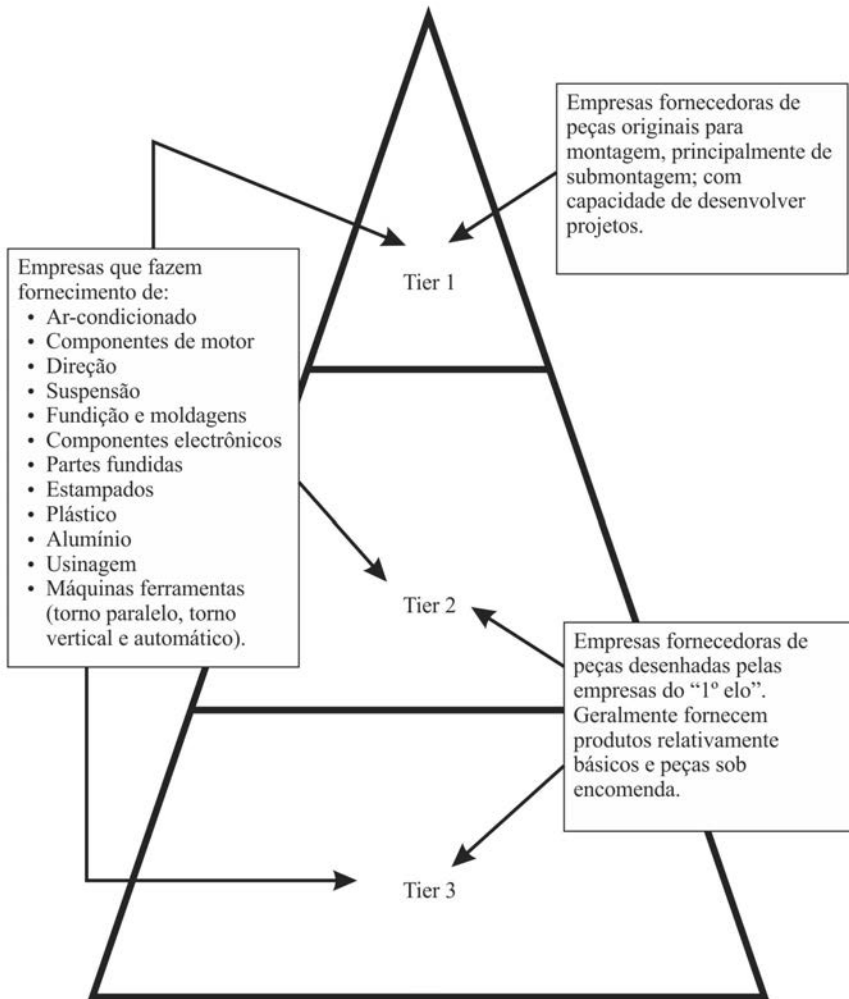 Empresas fornecedoras de
peças originais para
montagem, principalmente de
submontagem; com
capacidade de desenvolver
projetos.
Tier 1
Empresas que fazem
fornecimento de:
• Ar-condicionado
• Componentes de motor
• Direção
• Suspensão
• Fundição e moldagens
• Componentes electrônicos
• Partes fundidas
• Estampados
• Plástico
• Alumínio
• Usinagem
• Máquinas ferramentas
(torno paralelo, torno
vertical e automático).
Tier 2
Empresas fornecedoras de
peças desenhadas pelas
empresas do “1º elo”.
Geralmente fornecem
produtos relativamente
básicos e peças sob
encomenda.
Tier 3